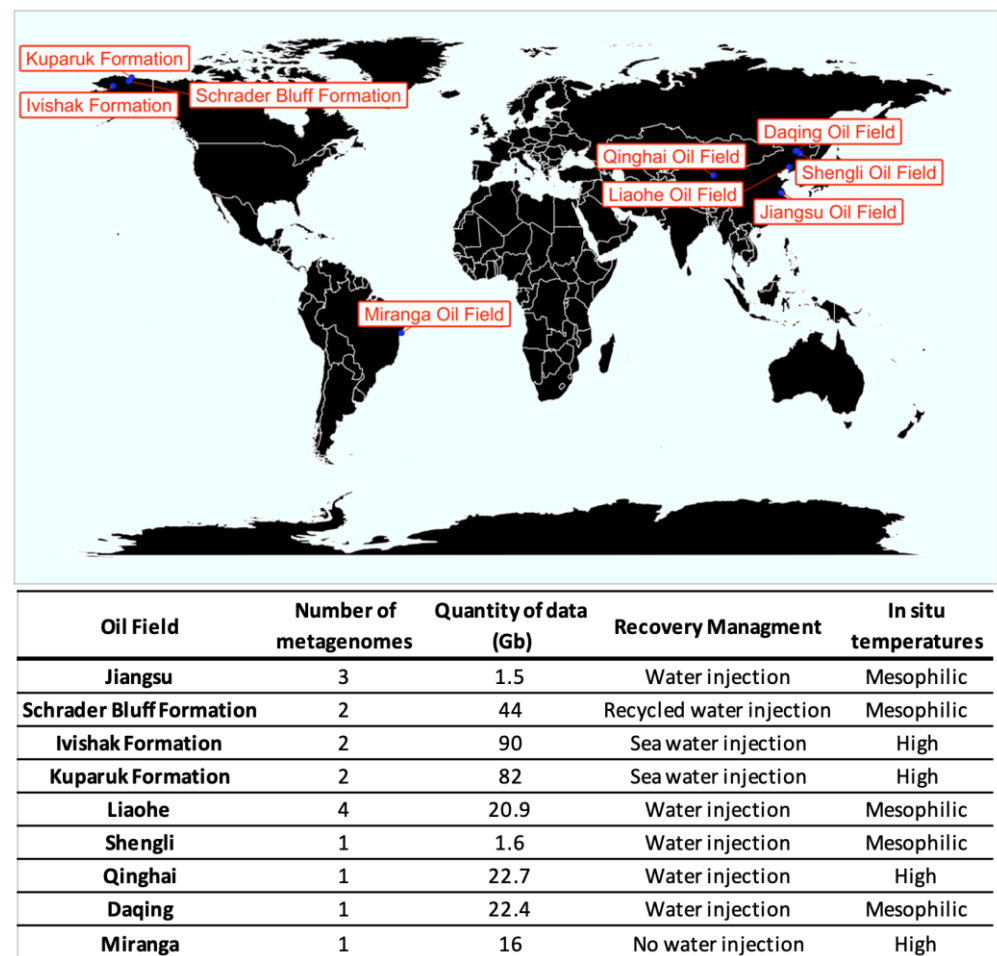 Kuparuk Formation
Schrader Bluff Formation
Ivishak Formation
Daqing Oil Field
Qinghai Oil Field
Shengli Oil Field
Liaohe Oil Field
Jiangsu Oil Field
Miranga Oil Field
Oil Field Number of metagenomes Quantity of data (Gb) Recovery Managment In situ temperatures
Jiangsu 3 1.5 Water injection Mesophilic
Schrader Bluff Formation 2 44 Recycled water injection Mesophilic
Ivishak Formation 2 90 Sea water injection High
Kuparuk Formation 2 82 Sea water injection High
Liaohe 4 20.9 Water injection Mesophilic
Shengli 1 1.6 Water injection Mesophilic
Qinghai 1 22.7 Water injection High
Daqing 1 22.4 Water injection Mesophilic
Miranga 1 16 No water injection High